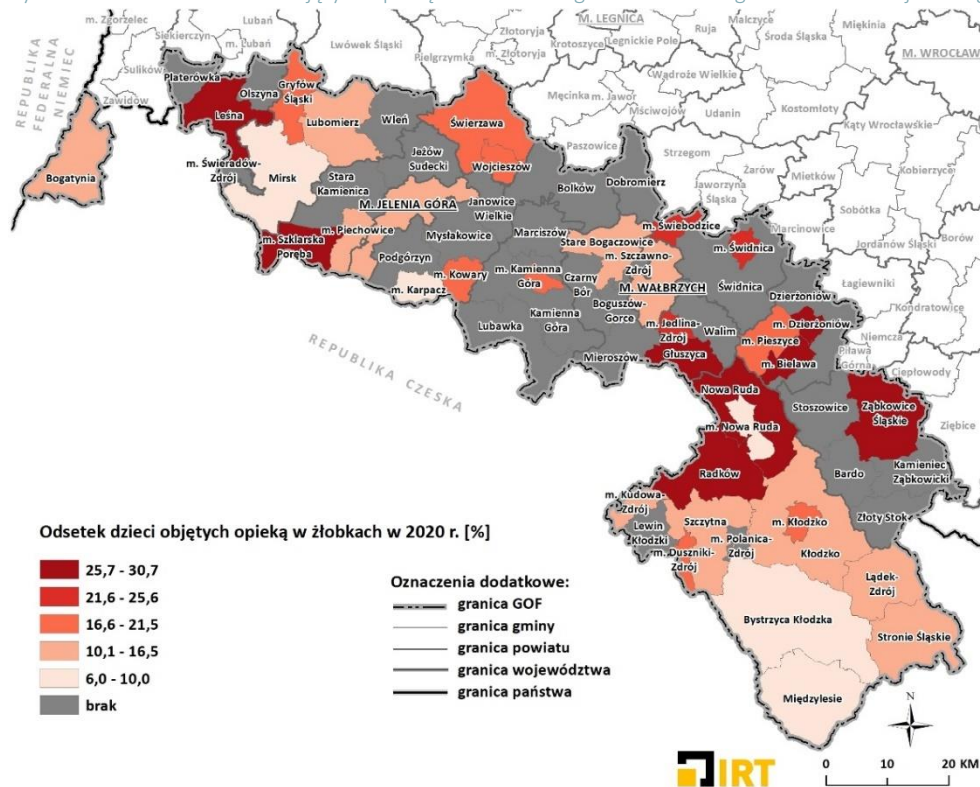 m. Zgorzelec
Lubań
Siekierczyn
m. Lubań
Sulików
Zawidów
REPUBLIKA
FEDERALNA
NIEMIEC
Lwówek Śląski
Pielgrzymka
Złotoryja
m. Złotoryja
M. LEGNICA
Krotoszyce
Legnickie Pole
Ruja
Malczyce
Środa Śląska
Miękinia
M. WROCŁAW
Wądroże Wielkie
Męcinka
m. Jawor
Mściwojów
Udanin
Kostomłoty
Kąty Wrocławskie
Paszowice
Strzegom
Żarów
Mietków
Kobierzyce
Jaworzyna
Śląska
Sobótka
Marcinowice
Jordanów Śląski
Borów
Łagiewniki
Kondratowice
Niemcza
Piława
Górna
Ciepłowody
Ziębice
Platerówka
Olszyna
Gryfów
Śląski
Leśna
Lubomierz
Wleń
Świerzawa
Wojcieszów
Bogatynia
m. Świeradów-
Zdrój
Mirsk
Stara
Kamienica
Jeżów
Sudecki
M. JELENIA GÓRA
Janowice
Wielkie
Bolków
Dobromierz
m. Szklarska
Poręba
m. Piechowice
Podgórzyn
Mysłakowice
Marciszów
Stare Bogaczowice
m. Świebodzice
m. Świdnica
m. Karpacz
m. Kowary
m. Kamienna
Góra
Czarny
Bór
m. Szczawno-
Zdrój
M. WAŁBRZYCH
Świdnica
Boguszów-
Gorce
Dzierżoniów
Lubawka
Kamienna
Góra
Mieroszów
m. Jedlina-
Zdrój
Walim
Głuszyca
m. Pieszyce
m. Dzierżoniów
m. Bielawa
REPUBLIKA CZESKA
Nowa Ruda
m. Nowa Ruda
Stoszowice
Ząbkowice
Śląskie
Radków
Bardo
Kamieniec
Ząbkowicki
Złoty Stok
m. Kudowa-
Zdrój
Lewin
Kłodzki
Szczytna
m. Duszniki-
Zdrój
m. Polanica-
Zdrój
m. Kłodzko
Kłodzko
Lądek-
Zdrój
Bystrzyca Kłodzka
Stronie Śląskie
Międzylesie
Odsetek dzieci objętych opieką w żłobkach w 2020 r. [%]
25,7 - 30,7
21,6 - 25,6
16,6 - 21,5
10,1 - 16,5
6,0 - 10,0
brak
Oznaczenia dodatkowe:
granica GOF
granica gminy
granica powiatu
granica województwa
granica państwa
N
IRT
0 10 20 KM